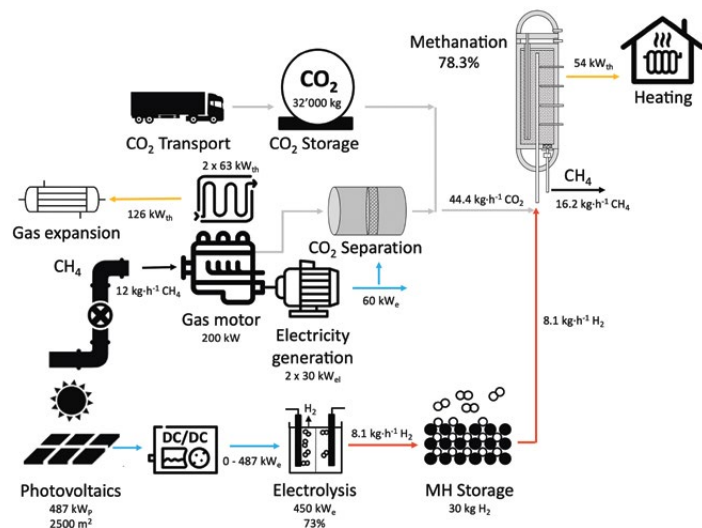 Methanation
78.3%
54 kWth
Heating
CO2
32'000 kg
CO2 Transport
CO2 Storage
2 x 63 kWth
CH4
16.2 kg·h⁻¹ CH4
126 kWth
Gas expansion
44.4 kg·h⁻¹ CO2
CO2 Separation
CH4
12 kg·h⁻¹ CH4
60 kWe
Gas motor
200 kW
Electricity
generation
2 x 30 kWel
8.1 kg·h⁻¹ H2
H2
DC/DC
0 - 487 kWe
8.1 kg·h⁻¹ H2
Photovoltaics
487 kWP
2500 m²
Electrolysis
450 kWe
73%
MH Storage
30 kg H2